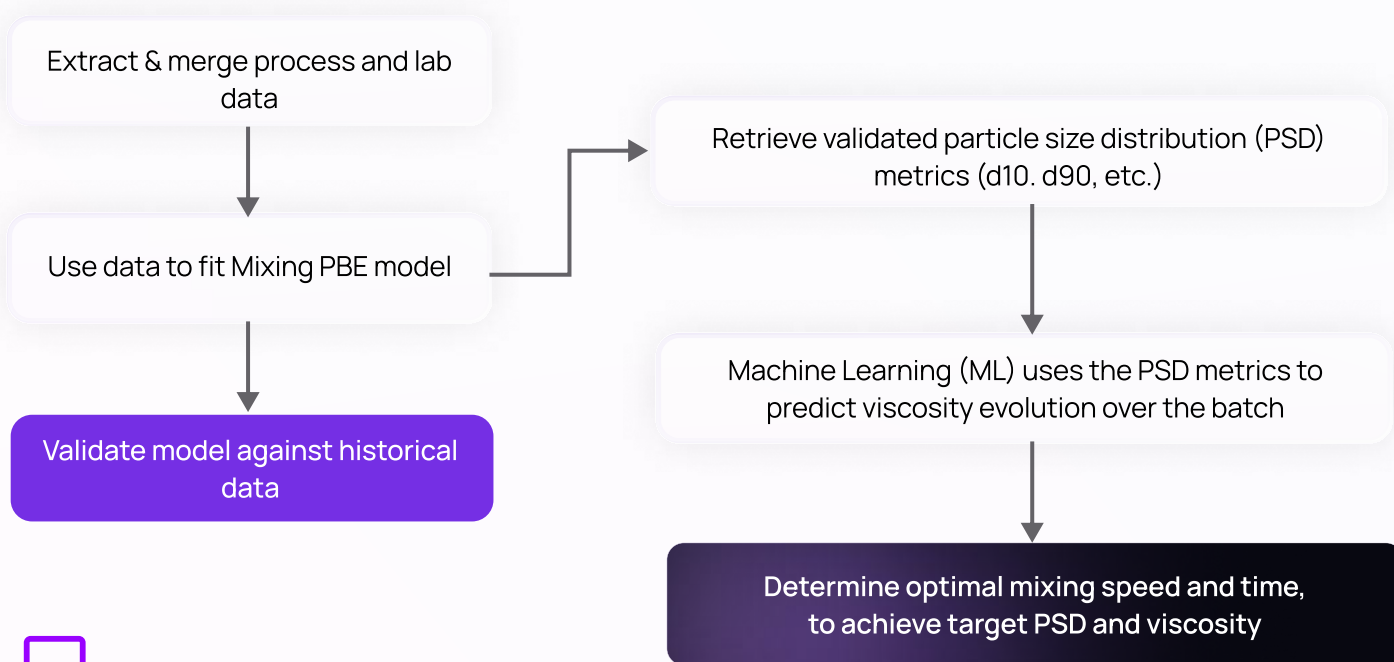 Extract & merge process and lab
data
Use data to fit Mixing PBE model
Validate model against historical
data
Retrieve validated particle size distribution (PSD)
metrics (d10. d90, etc.)
Machine Learning (ML) uses the PSD metrics to
predict viscosity evolution over the batch
Determine optimal mixing speed and time,
to achieve target PSD and viscosity